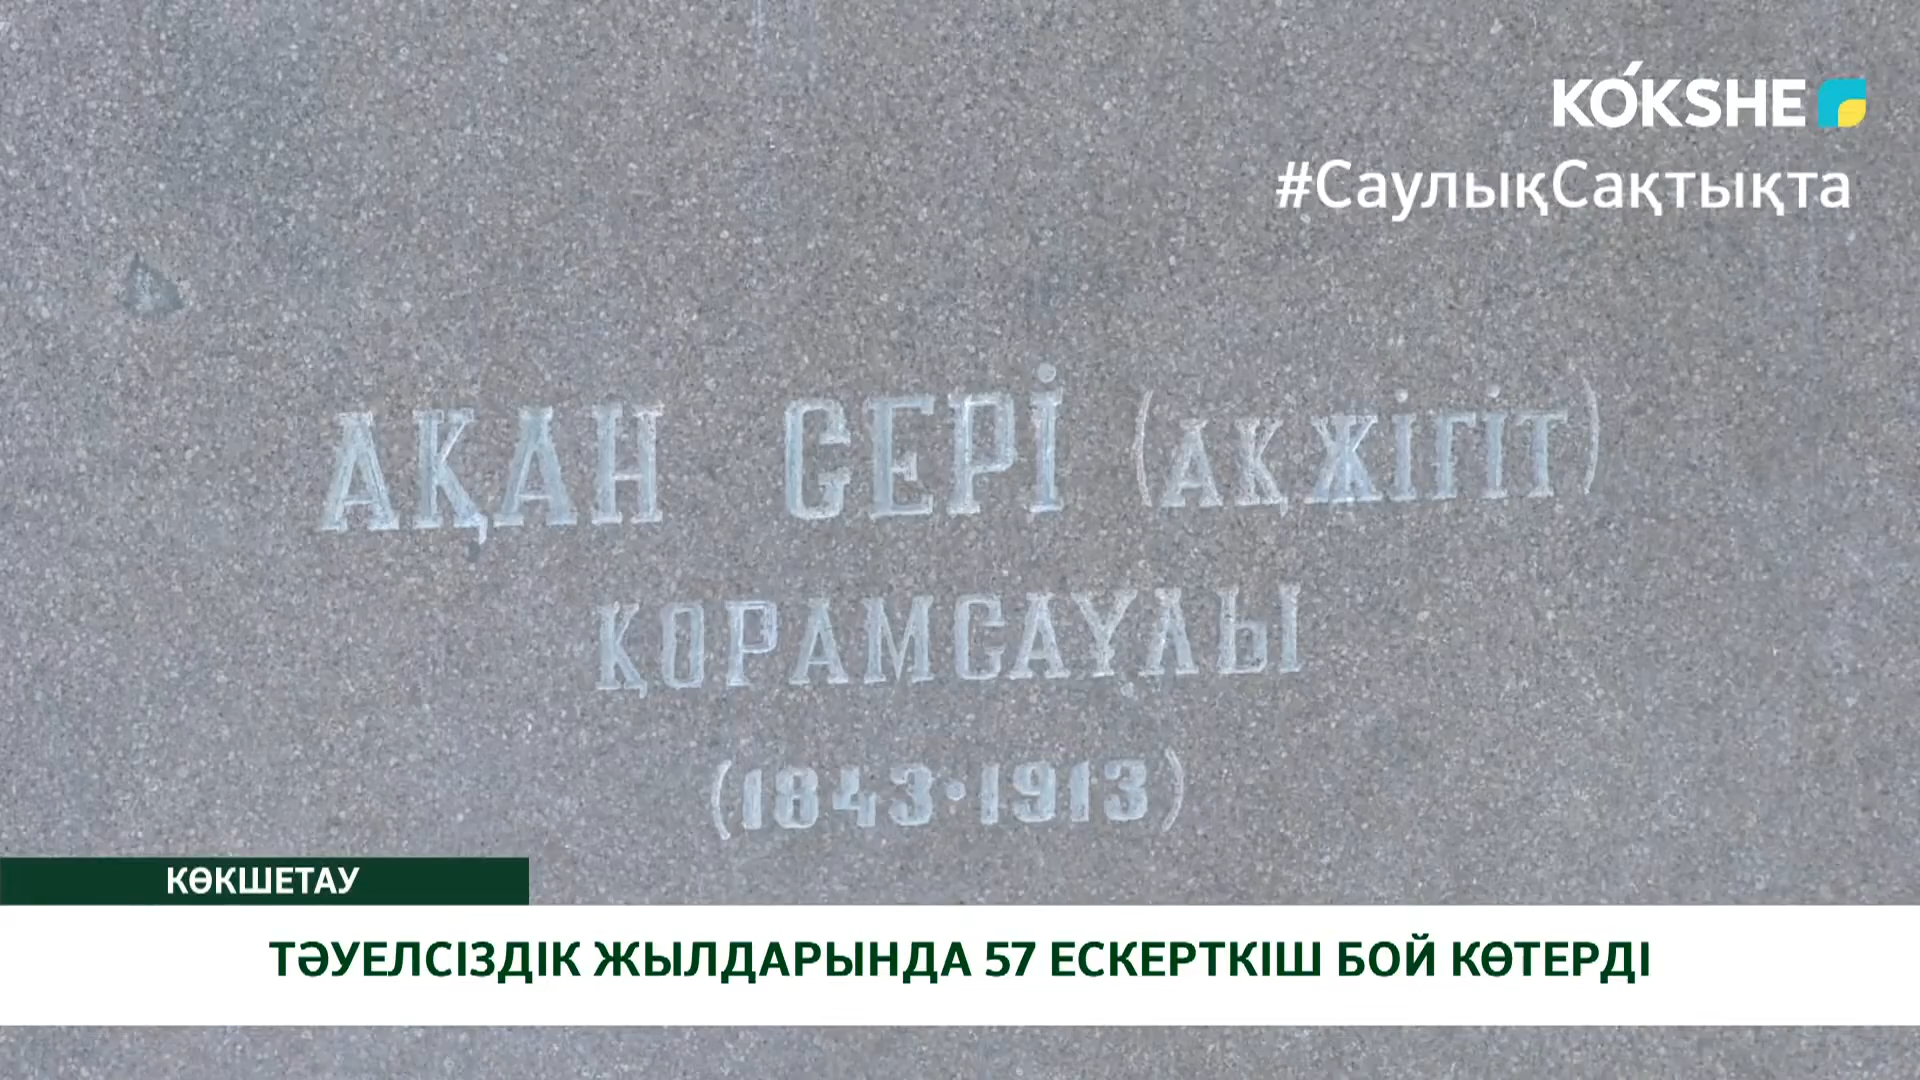 KÓKSHE
#СаулықСақтықта
АҚАН СЕРІ (АҚЖІГІТ)
ҚОРАМСАҰЛЫ
(1843·1913)
КӨКШЕТАУ
ТӘУЕЛСІЗДІК ЖЫЛДАРЫНДА 57 ЕСКЕРТКІШ БОЙ КӨТЕРДІ